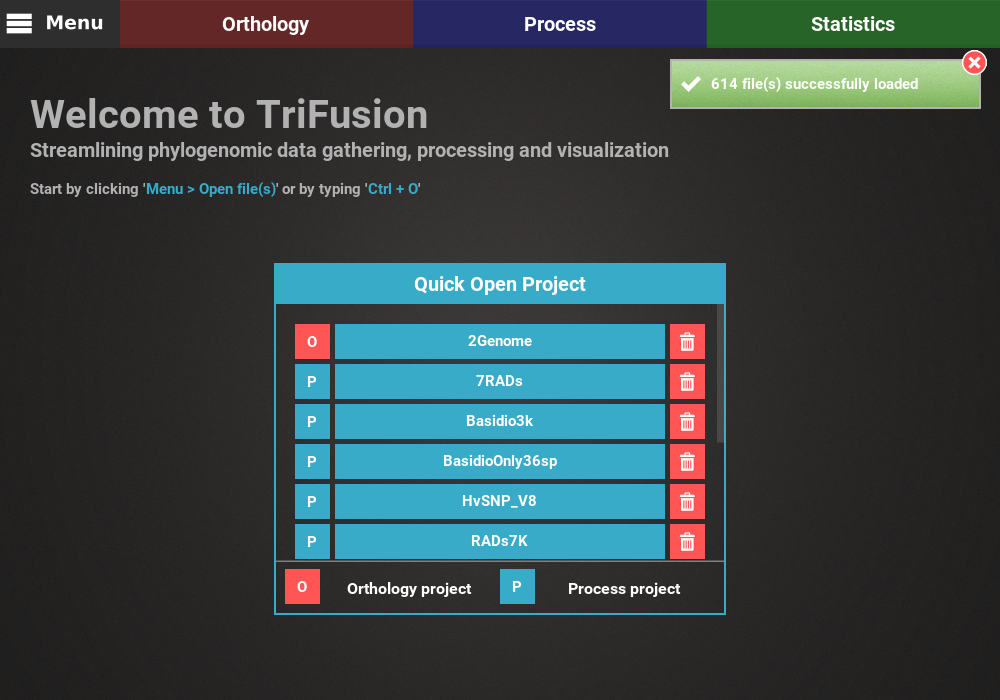 Menu
Orthology
Process
Statistics
614 file(s) successfully loaded
Welcome to TriFusion
Streamlining phylogenomic data gathering, processing and visualization
Start by clicking 'Menu > Open file(s)' or by typing 'Ctrl + O'
Quick Open Project
O 2Genome
P 7RADs
P Basidio3k
P BasidioOnly36sp
P HvSNP_V8
P RADs7K
O Orthology project P Process project